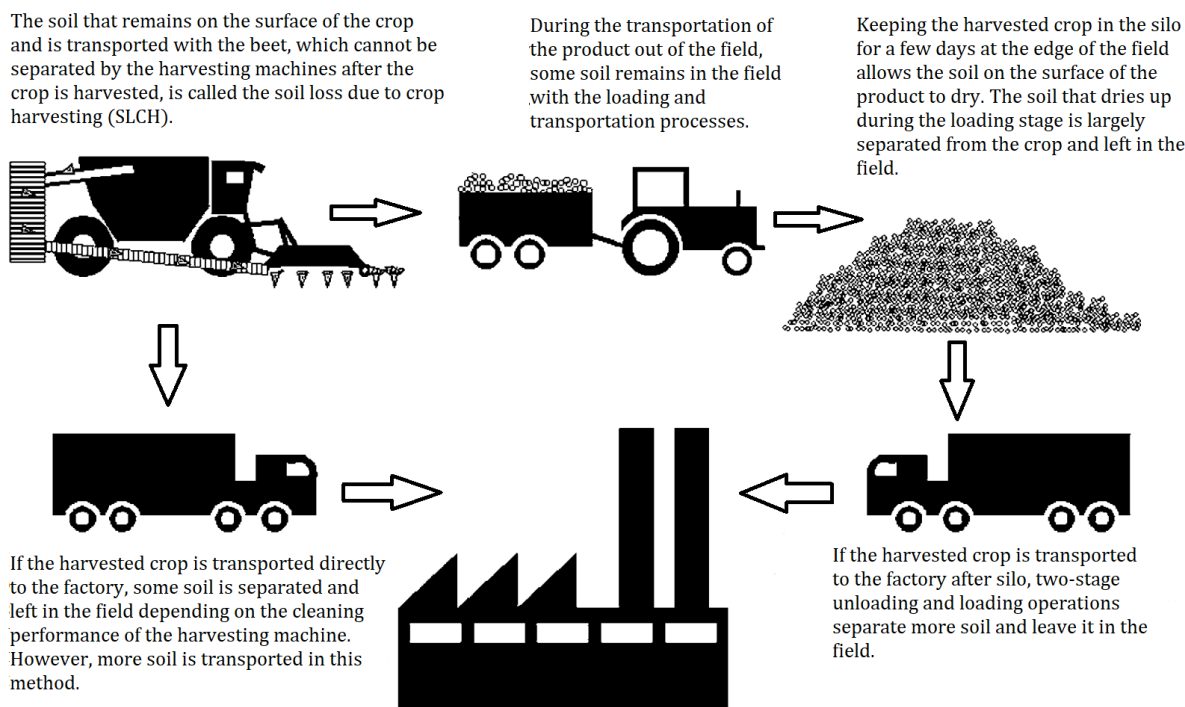 The soil that remains on the surface of the crop
and is transported with the beet, which cannot be
separated by the harvesting machines after the
crop is harvested, is called the soil loss due to crop
harvesting (SLCH).
During the transportation of
the product out of the field,
some soil remains in the field
with the loading and
transportation processes.
Keeping the harvested crop in the silo
for a few days at the edge of the field
allows the soil on the surface of the
product to dry. The soil that dries up
during the loading stage is largely
separated from the crop and left in the
field.
If the harvested crop is transported directly
to the factory, some soil is separated and
left in the field depending on the cleaning
performance of the harvesting machine.
However, more soil is transported in this
method.
If the harvested crop is transported
to the factory after silo, two-stage
unloading and loading operations
separate more soil and leave it in the
field.